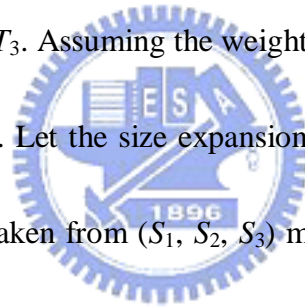 T₃. Assuming the weight
. Let the size expansion
aken from (S₁, S₂, S₃) m
E S A
1896